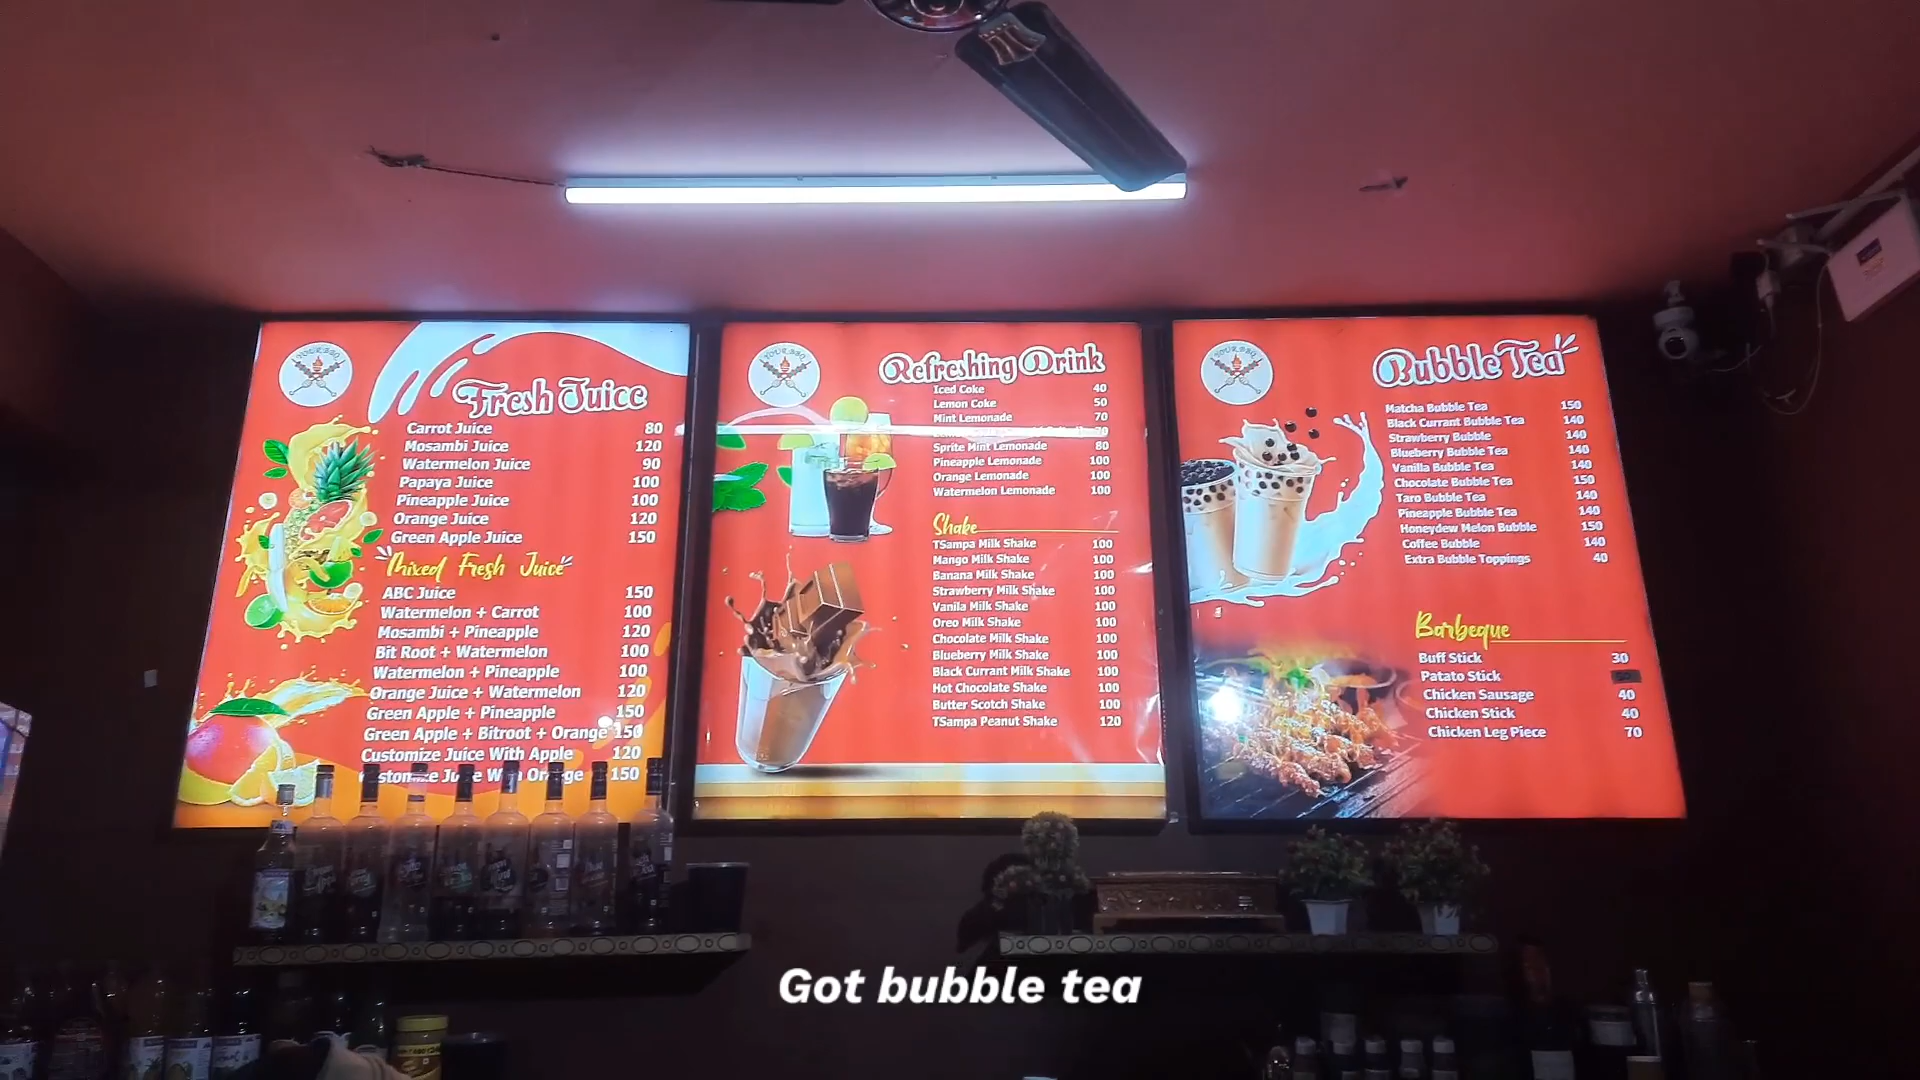 YOUR BBQ
Fresh Juice
Carrot Juice 80
Mosambi Juice 120
Watermelon Juice 90
Papaya Juice 100
Pineapple Juice 100
Orange Juice 120
Green Apple Juice 150
Mixed Fresh Juice
ABC Juice 150
Watermelon + Carrot 100
Mosambi + Pineapple 120
Bit Root + Watermelon 100
Watermelon + Pineapple 100
Orange Juice + Watermelon 120
Green Apple + Pineapple 150
Green Apple + Bitroot + Orange 150
Customize Juice With Apple 120
150
YOUR BBQ
Refreshing Drink
Iced Coke 40
Lemon Coke 50
Mint Lemonade 70
70
Sprite Mint Lemonade 80
Pineapple Lemonade 100
Orange Lemonade 100
Watermelon Lemonade 100
Shake
TSampa Milk Shake 100
Mango Milk Shake 100
Banana Milk Shake 100
Strawberry Milk Shake 100
Vanila Milk Shake 100
Oreo Milk Shake 100
Chocolate Milk Shake 100
Blueberry Milk Shake 100
Black Currant Milk Shake 100
Hot Chocolate Shake 100
Butter Scotch Shake 100
TSampa Peanut Shake 120
YOUR BBQ
Bubble Tea
Matcha Bubble Tea 150
Black Currant Bubble Tea 140
Strawberry Bubble 140
Blueberry Bubble Tea 140
Vanilla Bubble Tea 140
Chocolate Bubble Tea 150
Taro Bubble Tea 140
Pineapple Bubble Tea 140
Honeydew Melon Bubble 150
Coffee Bubble 140
Extra Bubble Toppings 40
Barbeque
Buff Stick 30
Patato Stick
Chicken Sausage 40
Chicken Stick 40
Chicken Leg Piece 70
Got bubble tea